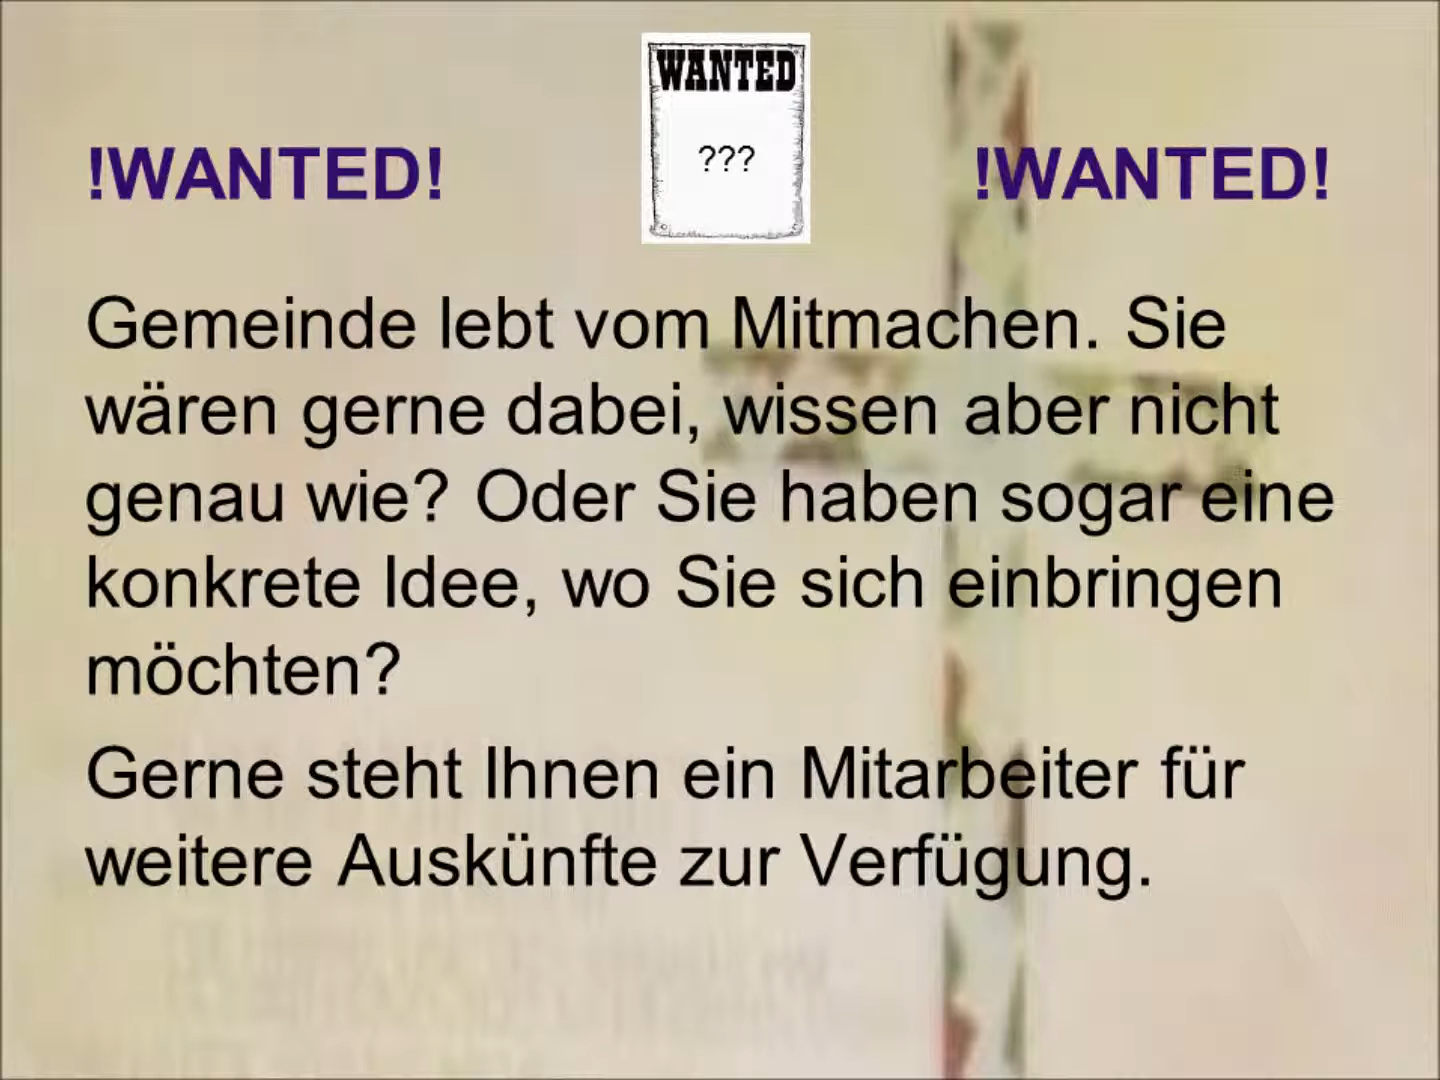 WANTED
???
!WANTED! !WANTED!
Gemeinde lebt vom Mitmachen. Sie
wären gerne dabei, wissen aber nicht
genau wie? Oder Sie haben sogar eine
konkrete Idee, wo Sie sich einbringen
möchten?
Gerne steht Ihnen ein Mitarbeiter für
weitere Auskünfte zur Verfügung.